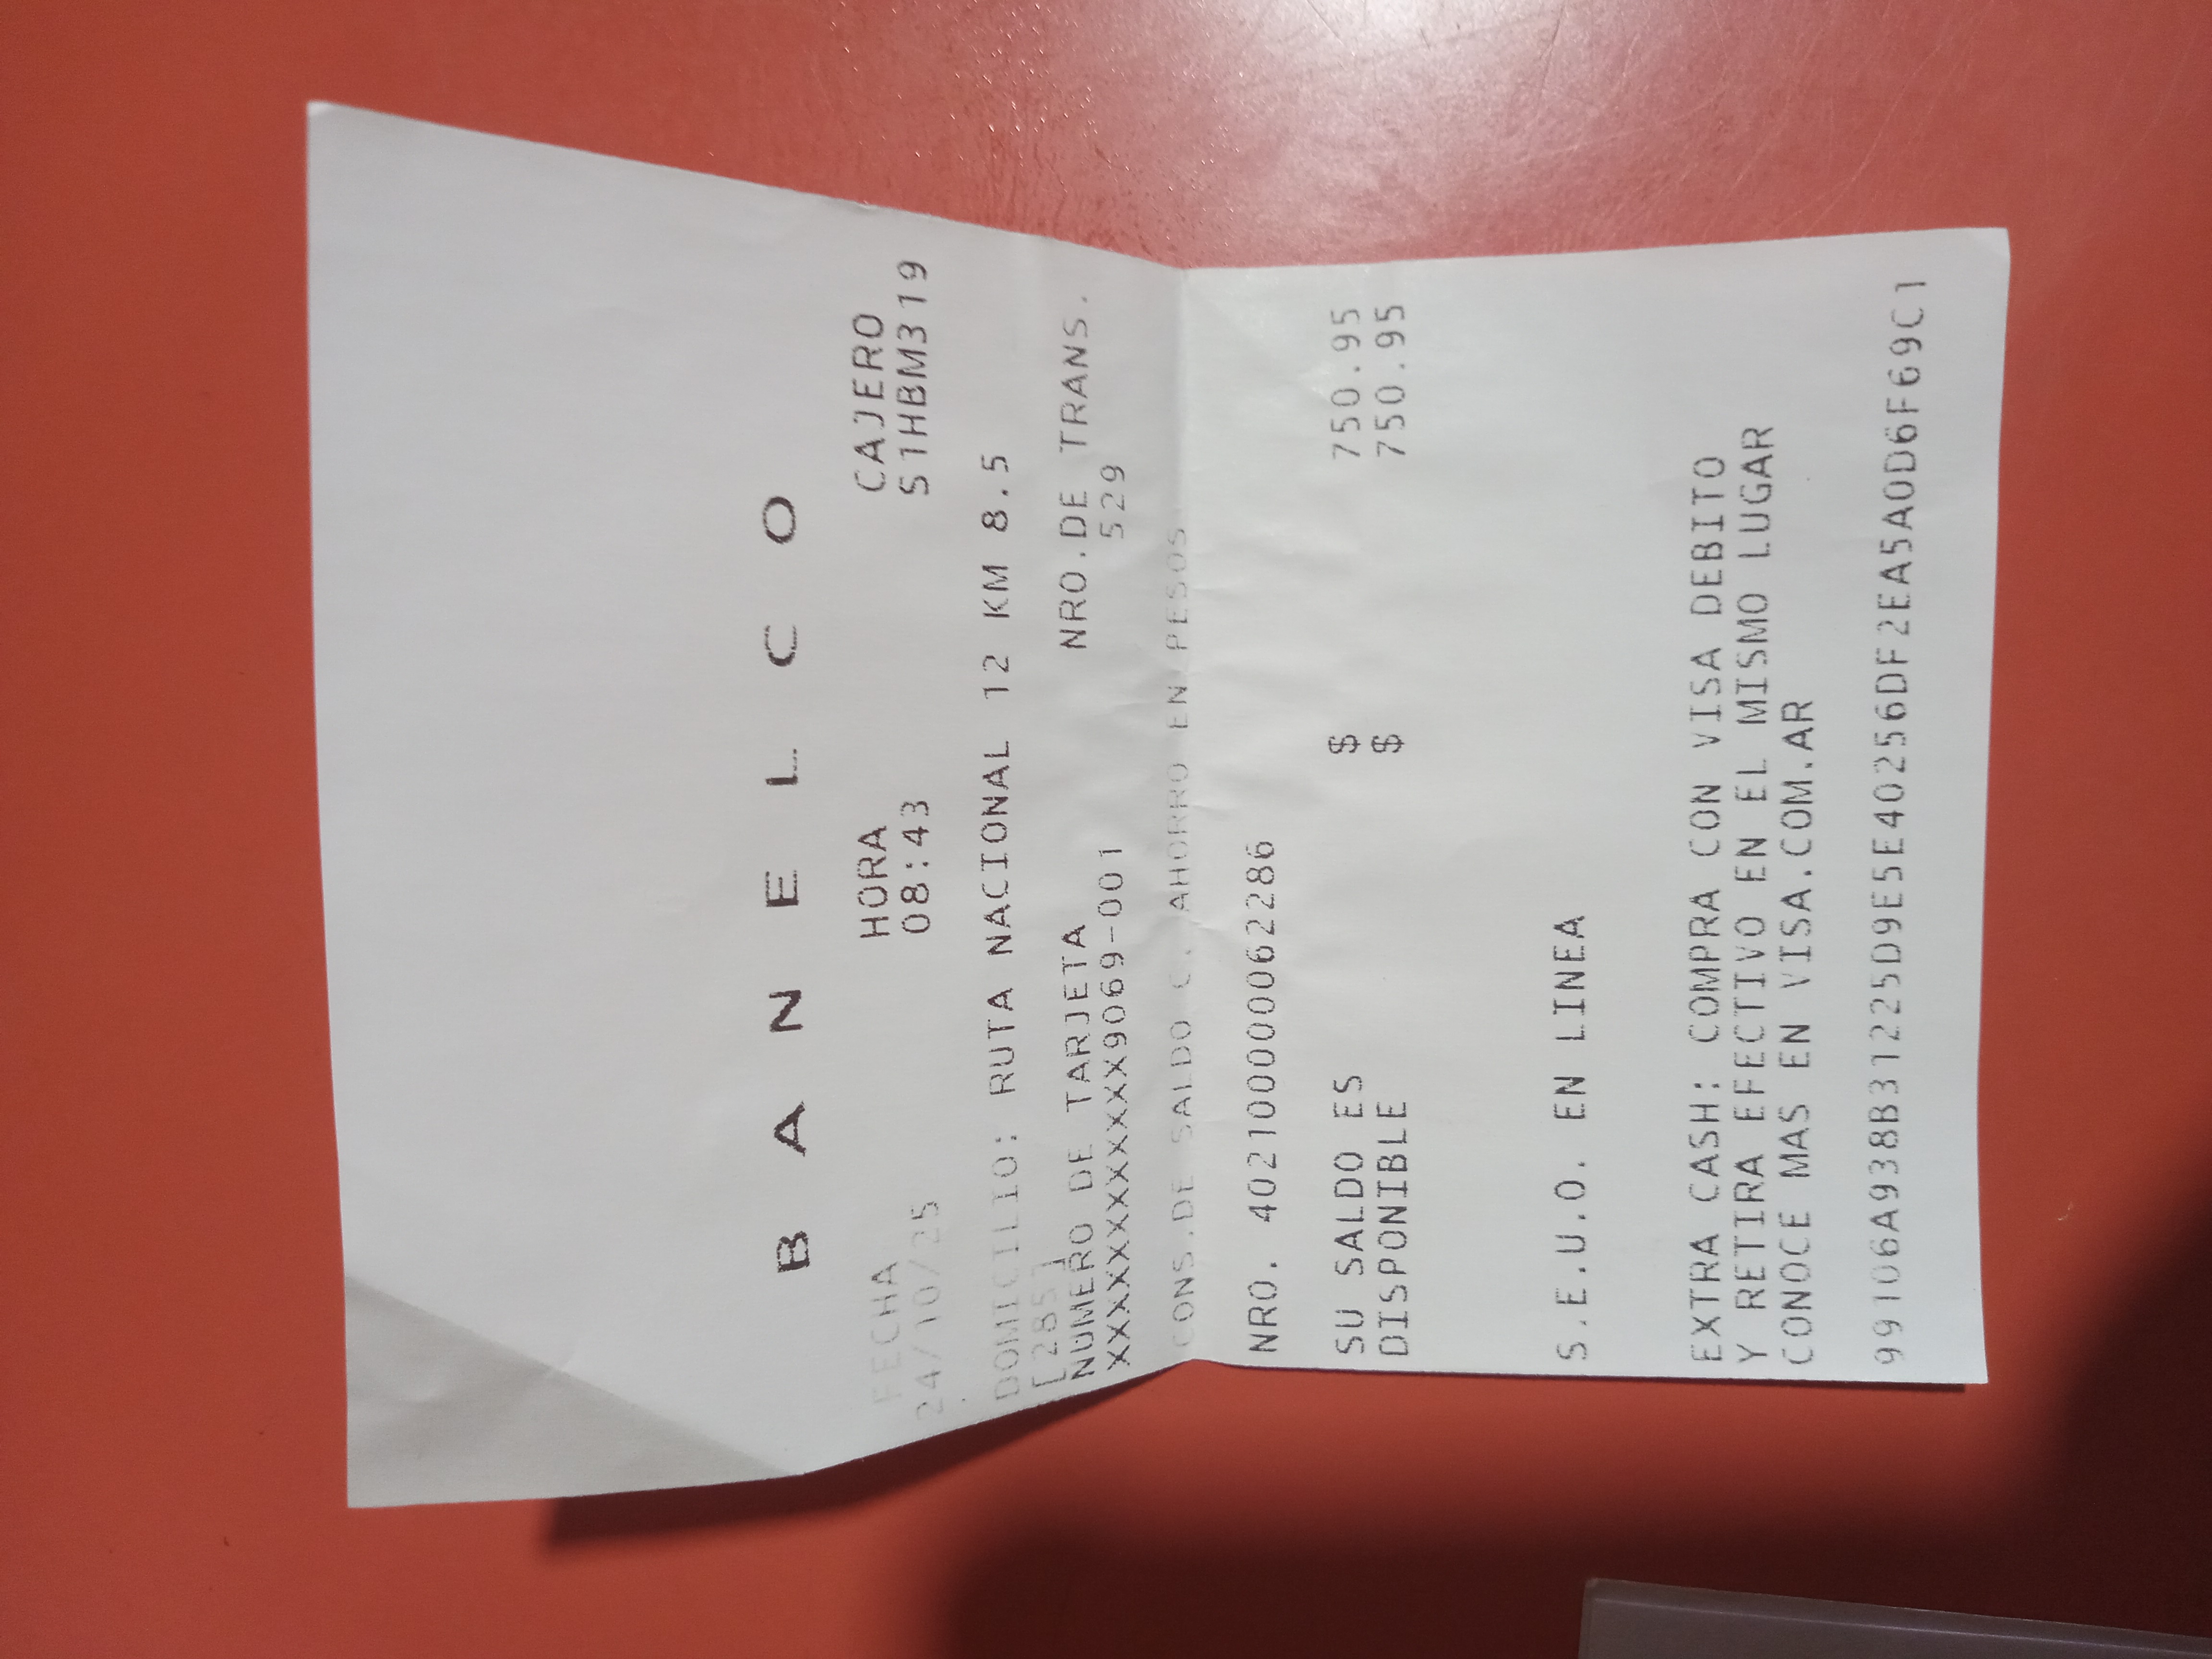 B A N E L C O
FECHA HORA CAJERO
24/10/25 08:43 S1HBM319
DOMICILIO: RUTA NACIONAL 12 KM 8.5
[2851]
NUMERO DE TARJETA NRO.DE TRANS.
XXXXXXXXXXXX9069-001 529
CONS.DE SALDO C. AHORRO EN PESOS
NRO. 40210000062286
SU SALDO ES $ 750.95
DISPONIBLE $ 750.95
S.E.U.O. EN LINEA
EXTRA CASH: COMPRA CON VISA DEBITO
Y RETIRA EFECTIVO EN EL MISMO LUGAR
CONOCE MAS EN VISA.COM.AR
99106A938B31225D9E5E40256DF2EA5A0D6F69C1